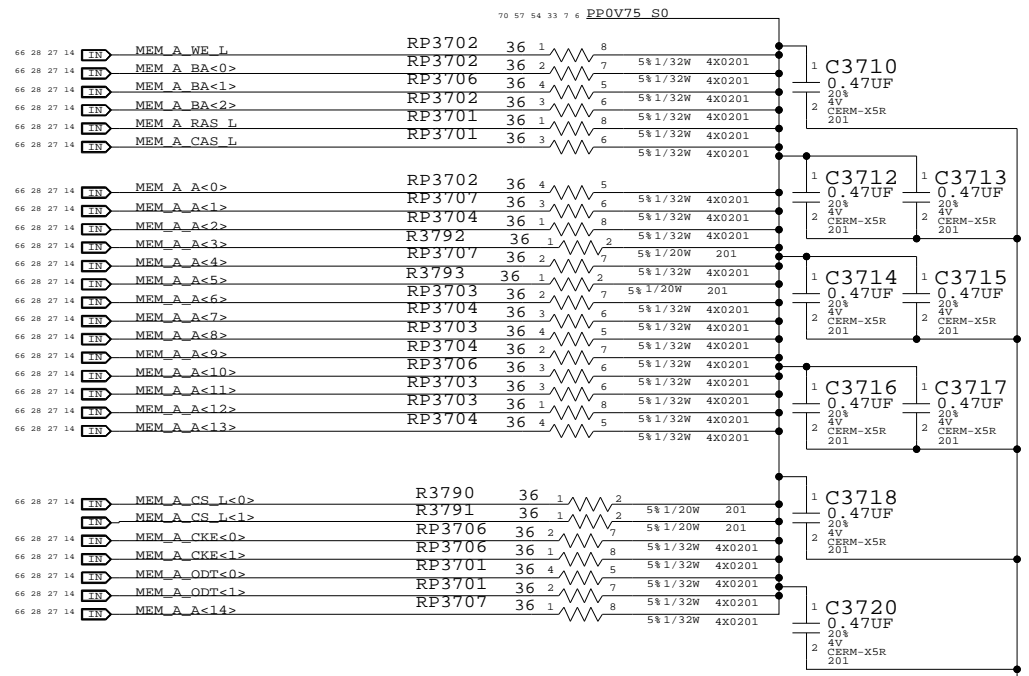 70 57 54 33 7 6 PP0V75 S0
66 28 27 14 IN MEM_A_WE_L RP3702 36 1 8 5% 1/32W 4X0201
66 28 27 14 IN MEM_A_BA<0> RP3702 36 2 7 5% 1/32W 4X0201
66 28 27 14 IN MEM_A_BA<1> RP3706 36 4 5 5% 1/32W 4X0201
66 28 27 14 IN MEM_A_BA<2> RP3702 36 3 6 5% 1/32W 4X0201
66 28 27 14 IN MEM_A_RAS_L RP3701 36 1 8 5% 1/32W 4X0201
66 28 27 14 IN MEM_A_CAS_L RP3701 36 3 6 5% 1/32W 4X0201
66 28 27 14 IN MEM_A_A<0> RP3702 36 4 5 5% 1/32W 4X0201
66 28 27 14 IN MEM_A_A<1> RP3707 36 3 6 5% 1/32W 4X0201
66 28 27 14 IN MEM_A_A<2> RP3704 36 1 8 5% 1/32W 4X0201
66 28 27 14 IN MEM_A_A<3> R3792 36 1 2 5% 1/20W 201
66 28 27 14 IN MEM_A_A<4> RP3707 36 2 7 5% 1/32W 4X0201
66 28 27 14 IN MEM_A_A<5> R3793 36 1 2 5% 1/20W 201
66 28 27 14 IN MEM_A_A<6> RP3703 36 2 7 5% 1/32W 4X0201
66 28 27 14 IN MEM_A_A<7> RP3704 36 3 6 5% 1/32W 4X0201
66 28 27 14 IN MEM_A_A<8> RP3703 36 4 5 5% 1/32W 4X0201
66 28 27 14 IN MEM_A_A<9> RP3704 36 2 7 5% 1/32W 4X0201
66 28 27 14 IN MEM_A_A<10> RP3706 36 3 6 5% 1/32W 4X0201
66 28 27 14 IN MEM_A_A<11> RP3703 36 3 6 5% 1/32W 4X0201
66 28 27 14 IN MEM_A_A<12> RP3703 36 1 8 5% 1/32W 4X0201
66 28 27 14 IN MEM_A_A<13> RP3704 36 4 5 5% 1/32W 4X0201
66 28 27 14 IN MEM_A_CS_L<0> R3790 36 1 2 5% 1/20W 201
IN MEM_A_CS_L<1> R3791 36 1 2 5% 1/20W 201
66 28 27 14 IN MEM_A_CKE<0> RP3706 36 2 7 5% 1/32W 4X0201
66 28 27 14 IN MEM_A_CKE<1> RP3706 36 1 8 5% 1/32W 4X0201
66 28 27 14 IN MEM_A_ODT<0> RP3701 36 4 5 5% 1/32W 4X0201
66 28 27 14 IN MEM_A_ODT<1> RP3701 36 2 7 5% 1/32W 4X0201
66 28 27 14 IN MEM_A_A<14> RP3707 36 1 8 5% 1/32W 4X0201
1 C3710
0.47UF
20%
2 4V
CERM-X5R
201
1 C3712 1 C3713
0.47UF 0.47UF
20% 20%
2 4V 2 4V
CERM-X5R CERM-X5R
201 201
1 C3714 1 C3715
0.47UF 0.47UF
20% 20%
2 4V 2 4V
CERM-X5R CERM-X5R
201 201
1 C3716 1 C3717
0.47UF 0.47UF
20% 20%
2 4V 2 4V
CERM-X5R CERM-X5R
201 201
1 C3718
0.47UF
20%
2 4V
CERM-X5R
201
1 C3720
0.47UF
20%
2 4V
CERM-X5R
201